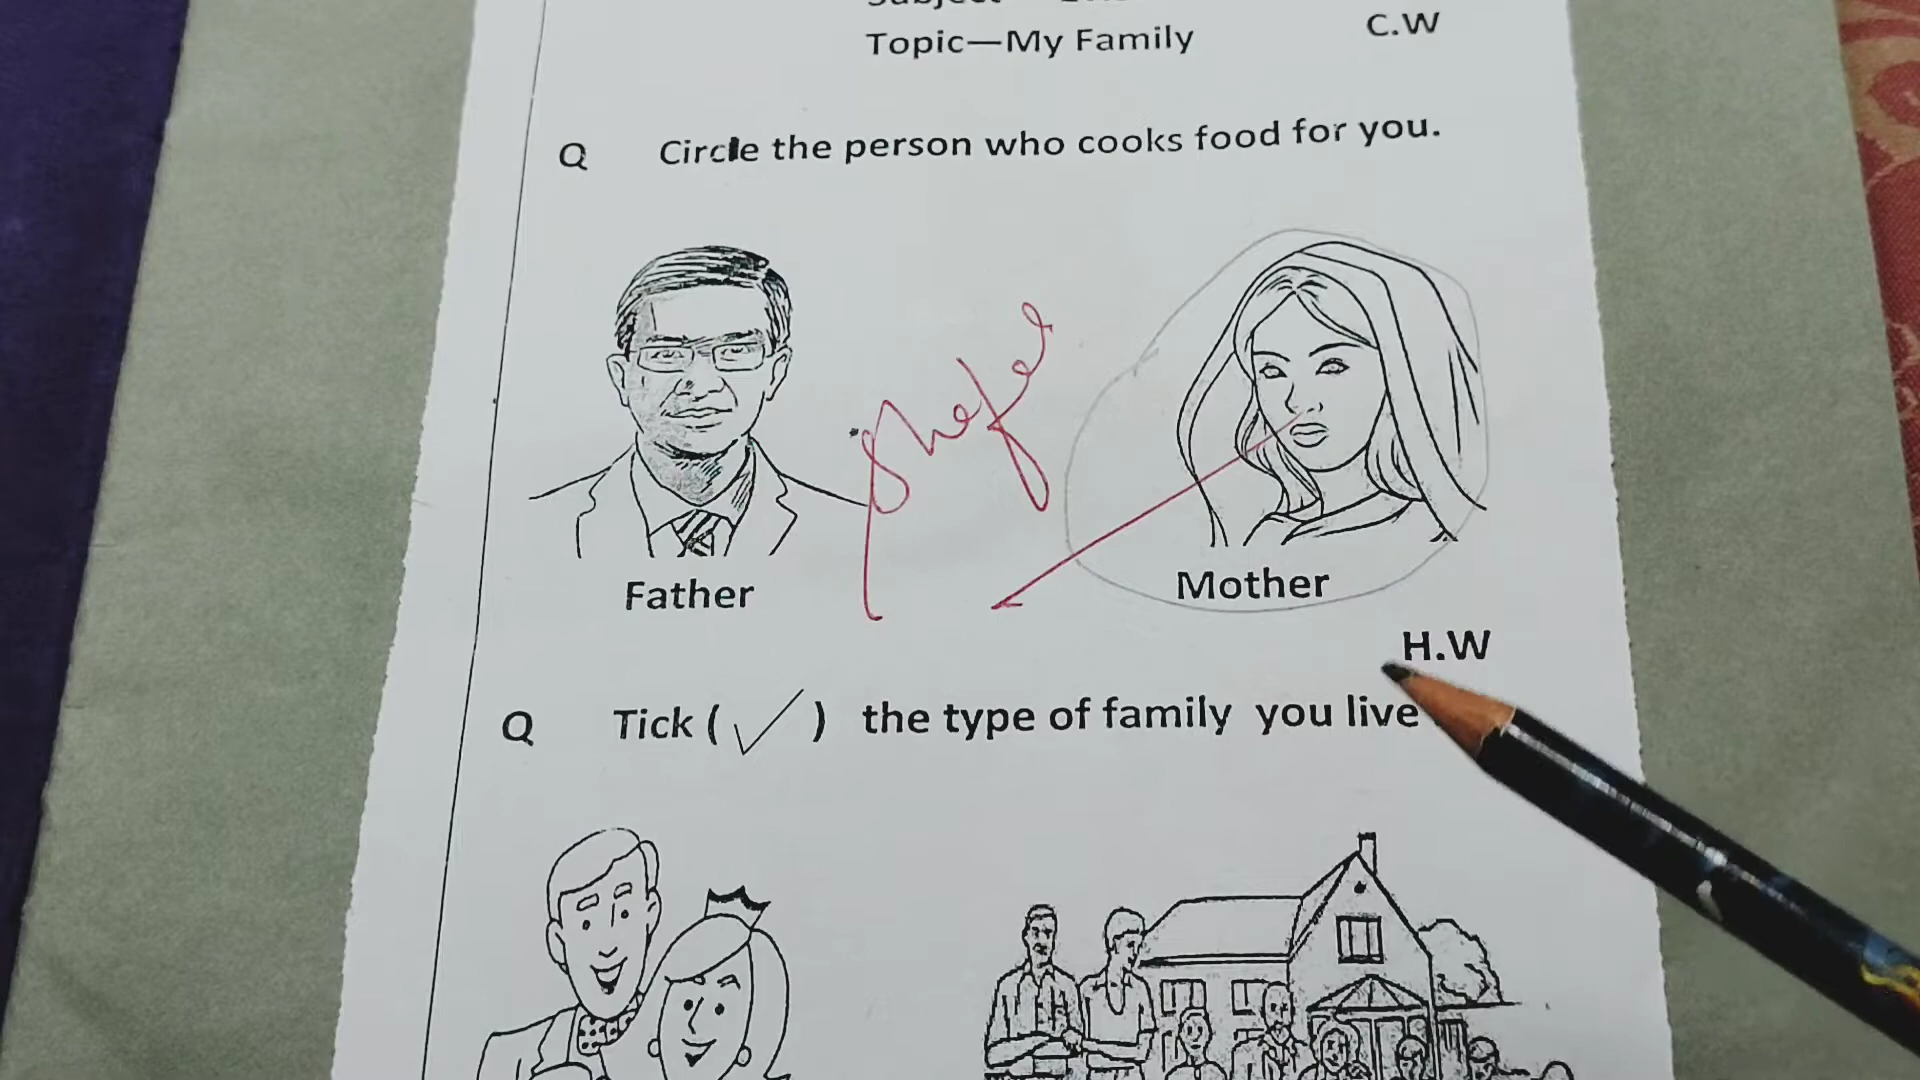 Topic—My Family
C.W
Q Circle the person who cooks food for you.
Father
Mother
H.W
Q Tick ( ✓ ) the type of family you live